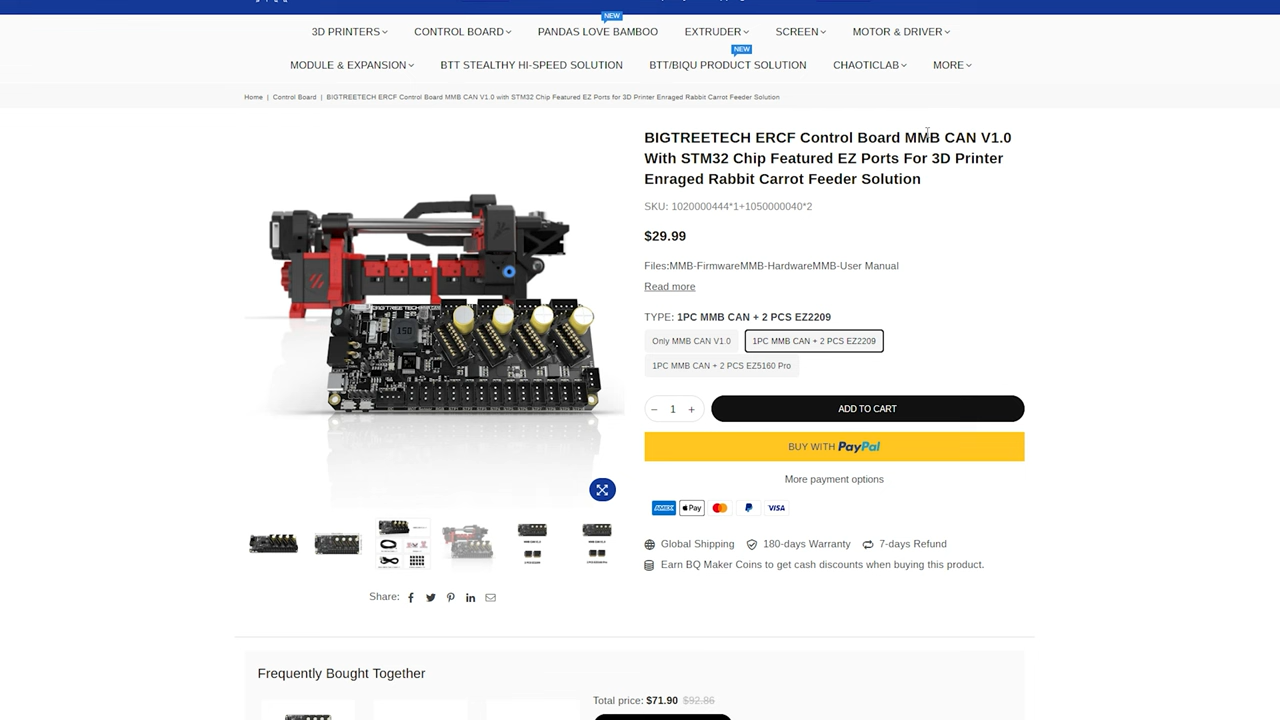 NEW
3D PRINTERS CONTROL BOARD PANDAS LOVE BAMBOO EXTRUDER SCREEN MOTOR & DRIVER
NEW
MODULE & EXPANSION BTT STEALTHY HI-SPEED SOLUTION BTT/BIQU PRODUCT SOLUTION CHAOTICLAB MORE
Home | Control Board | BIGTREETECH ERCF Control Board MMB CAN V1.0 with STM32 Chip Featured EZ Ports for 3D Printer Enraged Rabbit Carrot Feeder Solution
BIGTREETECH ERCF Control Board MMB CAN V1.0
With STM32 Chip Featured EZ Ports For 3D Printer
Enraged Rabbit Carrot Feeder Solution
SKU: 1020000444*1+1050000040*2
$29.99
Files:MMB-FirmwareMMB-HardwareMMB-User Manual
Read more
TYPE: 1PC MMB CAN + 2 PCS EZ2209
Only MMB CAN V1.0 1PC MMB CAN + 2 PCS EZ2209
1PC MMB CAN + 2 PCS EZ5160 Pro
− 1 + ADD TO CART
BUY WITH PayPal
More payment options
AMEX Pay VISA
Global Shipping 180-days Warranty 7-days Refund
Earn BQ Maker Coins to get cash discounts when buying this product.
BIGTREETECH
150
Share:
Frequently Bought Together
Total price: $71.90 $92.86